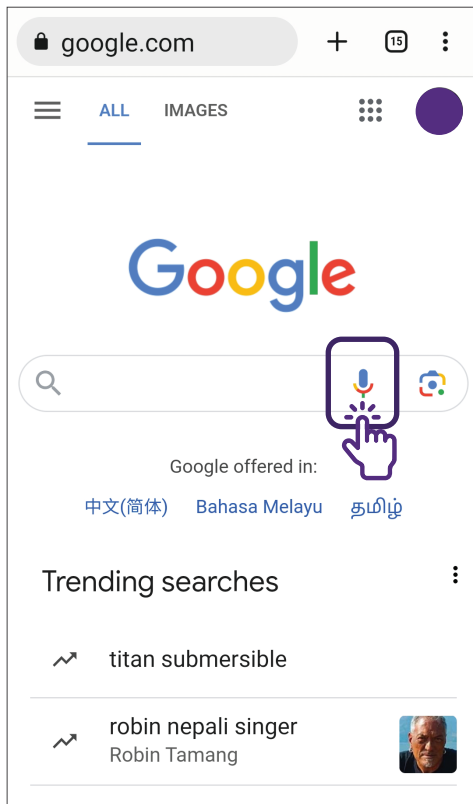 google.com
15
ALL IMAGES
Google
Google offered in:
中文(简体) Bahasa Melayu தமிழ்
Trending searches
titan submersible
robin nepali singer
Robin Tamang